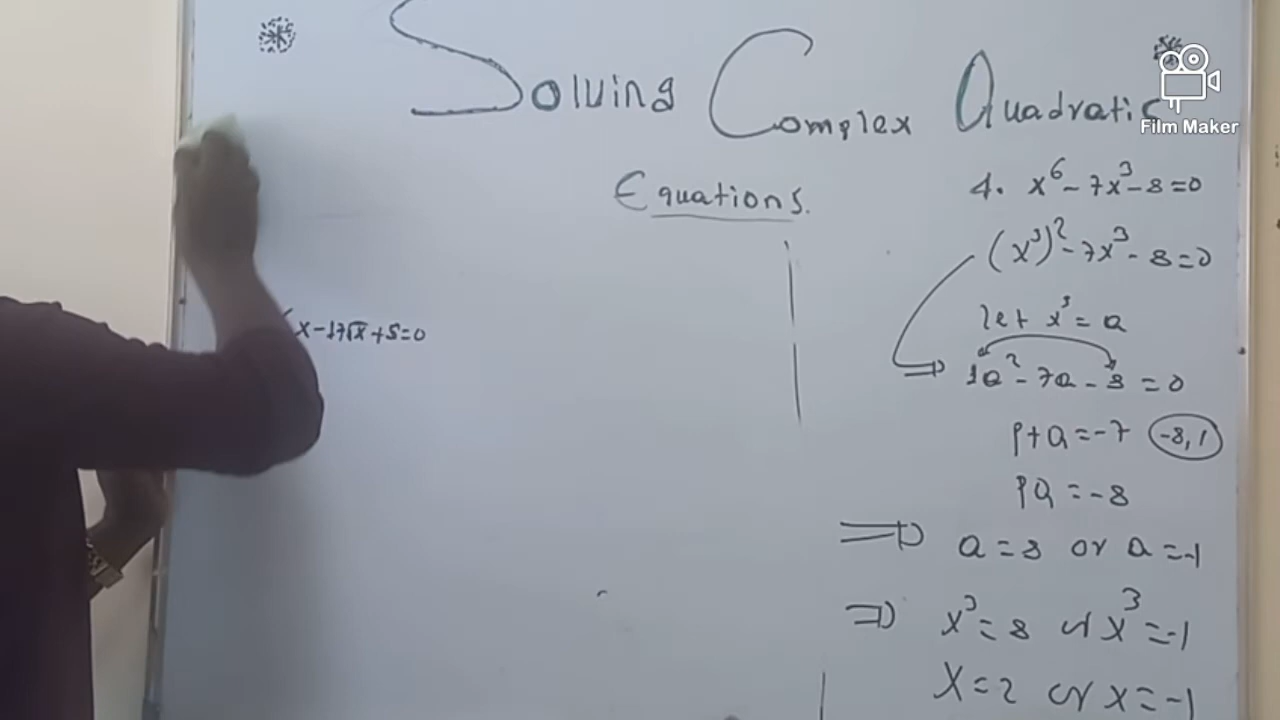 Solving Complex Quadratic
Equations.
x-17√x+5=0
4. x⁶-7x³-8=0
(x³)²-7x³-8=0
let x³=a
⇒ 1a²-7a-8=0
P+Q=-7 -8,1
PQ=-8
⇒ a=8 or a=-1
⇒ x³=8 or x³=-1
X=2 or x=-1
Film Maker